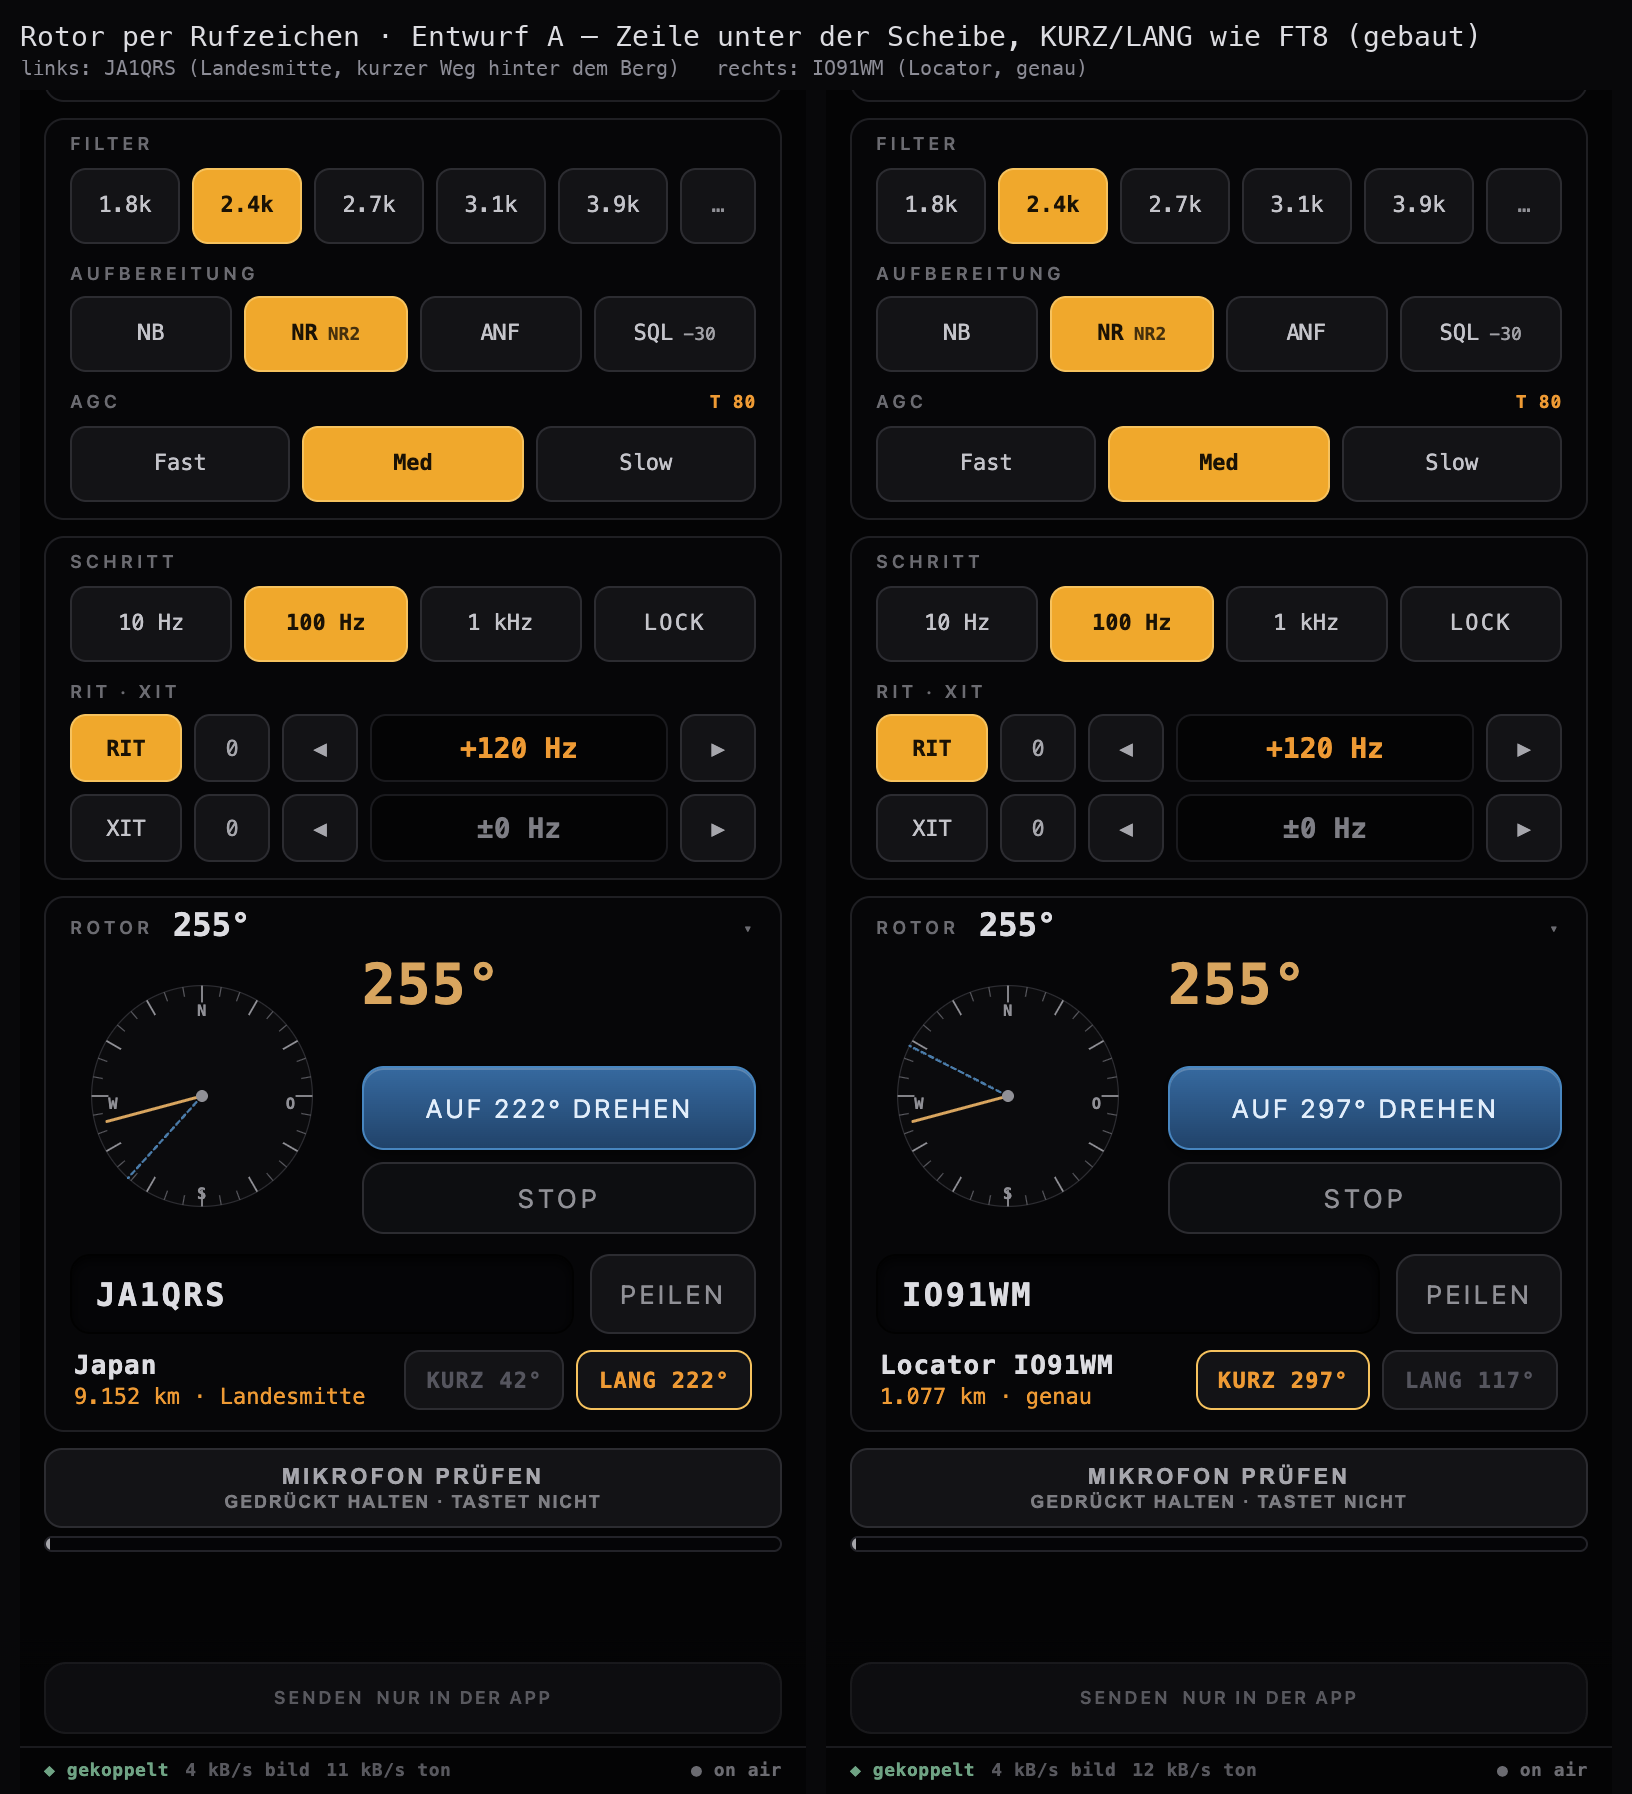 Rotor per Rufzeichen · Entwurf A — Zeile unter der Scheibe, KURZ/LANG wie FT8 (gebaut)
links: JA1QRS (Landesmitte, kurzer Weg hinter dem Berg)   rechts: IO91WM (Locator, genau)
FILTER
1.8k 2.4k 2.7k 3.1k 3.9k …
AUFBEREITUNG
NB NR NR2 ANF SQL −30
AGC T 80
Fast Med Slow
SCHRITT
10 Hz 100 Hz 1 kHz LOCK
RIT · XIT
RIT 0 ◀ +120 Hz ▶
XIT 0 ◀ ±0 Hz ▶
ROTOR 255° ▾
255°
N
W O
S
AUF 222° DREHEN
STOP
JA1QRS PEILEN
Japan
9.152 km · Landesmitte
KURZ 42° LANG 222°
MIKROFON PRÜFEN
GEDRÜCKT HALTEN · TASTET NICHT
SENDEN NUR IN DER APP
◆ gekoppelt 4 kB/s bild 11 kB/s ton ● on air
FILTER
1.8k 2.4k 2.7k 3.1k 3.9k …
AUFBEREITUNG
NB NR NR2 ANF SQL −30
AGC T 80
Fast Med Slow
SCHRITT
10 Hz 100 Hz 1 kHz LOCK
RIT · XIT
RIT 0 ◀ +120 Hz ▶
XIT 0 ◀ ±0 Hz ▶
ROTOR 255° ▾
255°
N
W O
S
AUF 297° DREHEN
STOP
IO91WM PEILEN
Locator IO91WM
1.077 km · genau
KURZ 297° LANG 117°
MIKROFON PRÜFEN
GEDRÜCKT HALTEN · TASTET NICHT
SENDEN NUR IN DER APP
◆ gekoppelt 4 kB/s bild 12 kB/s ton ● on air